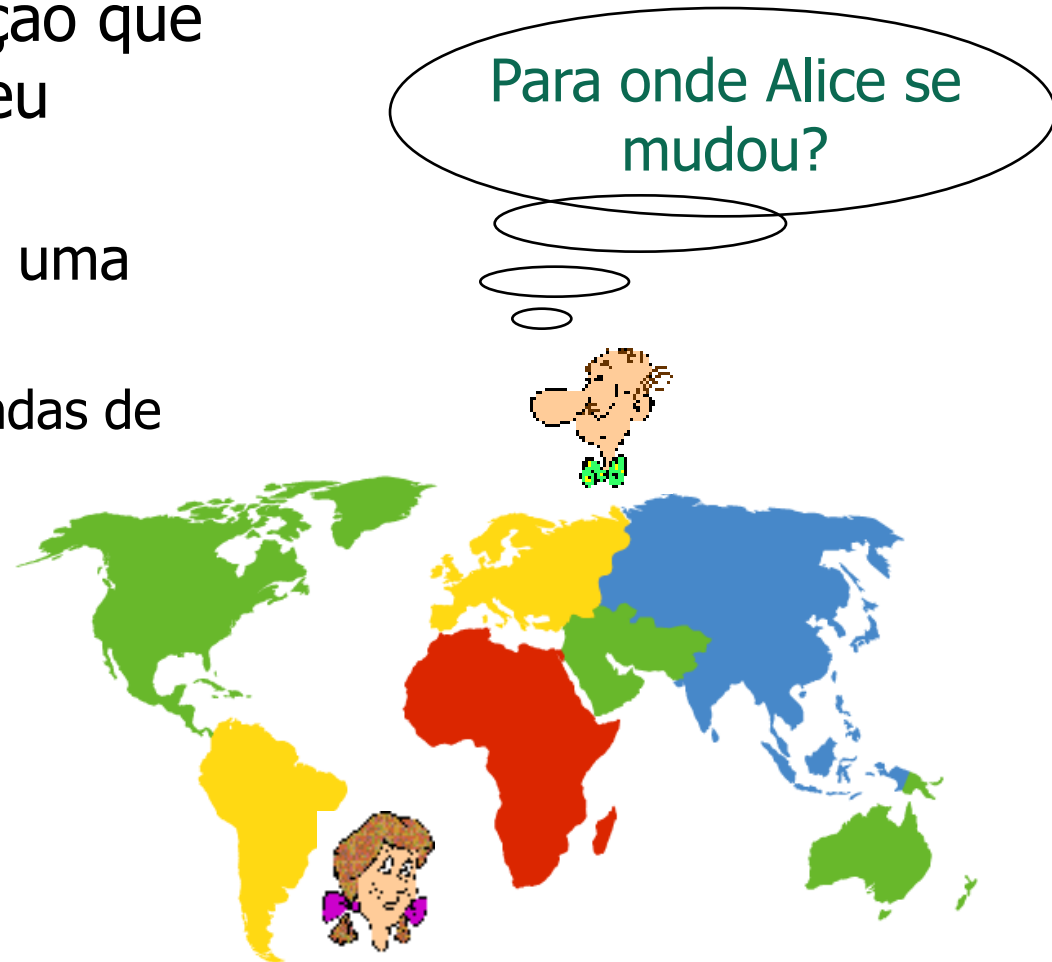 ção que
eu
uma
adas de
Para onde Alice se
mudou?